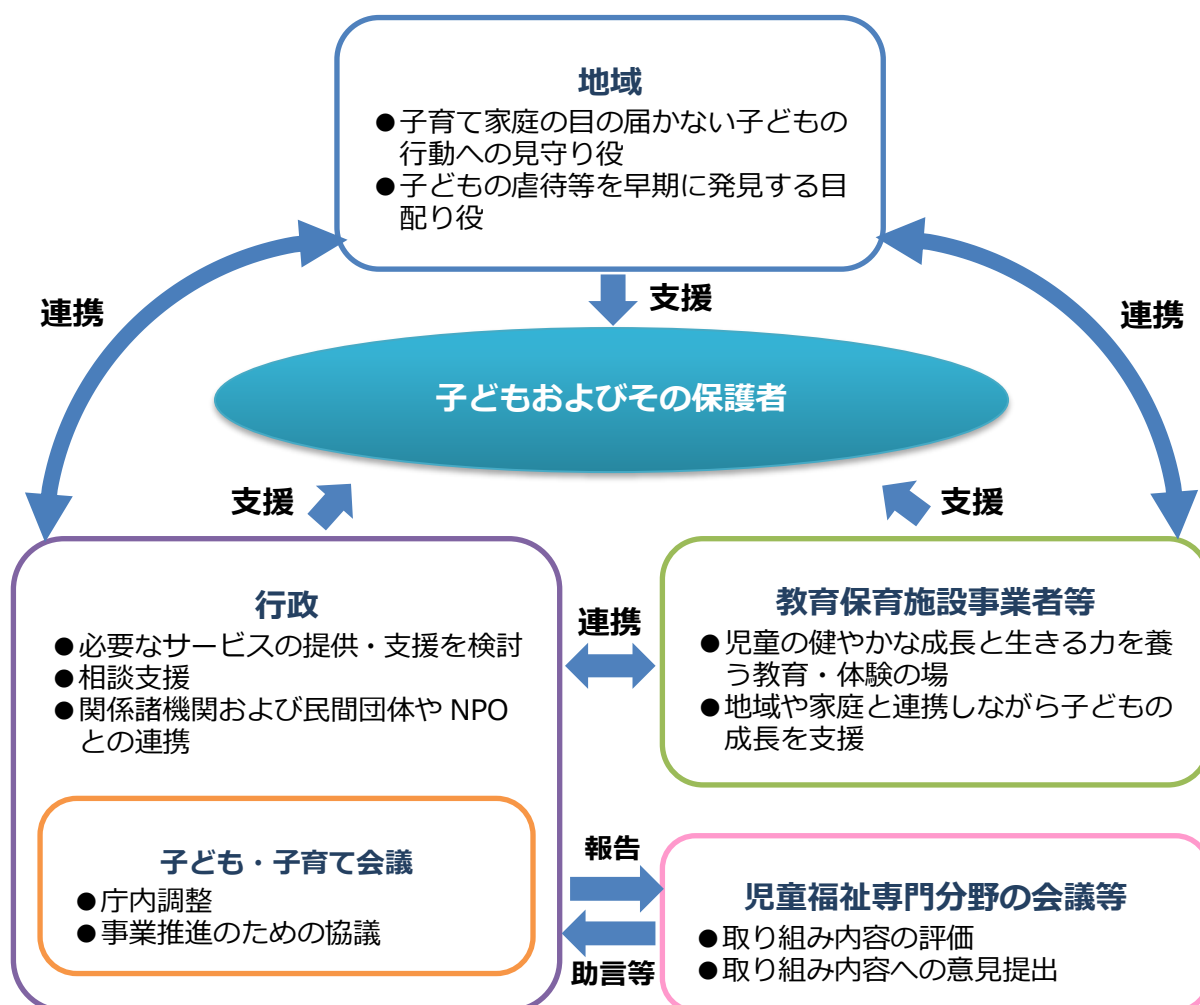 地域
●子育て家庭の目の届かない子どもの
行動への見守り役
●子どもの虐待等を早期に発見する目
配り役
連携
支援
連携
子どもおよびその保護者
支援
支援
行政
●必要なサービスの提供・支援を検討
●相談支援
●関係諸機関および民間団体や NPO
との連携
連携
教育保育施設事業者等
●児童の健やかな成長と生きる力を養
う教育・体験の場
●地域や家庭と連携しながら子どもの
成長を支援
子ども・子育て会議
●庁内調整
●事業推進のための協議
報告
助言等
児童福祉専門分野の会議等
●取り組み内容の評価
●取り組み内容への意見提出